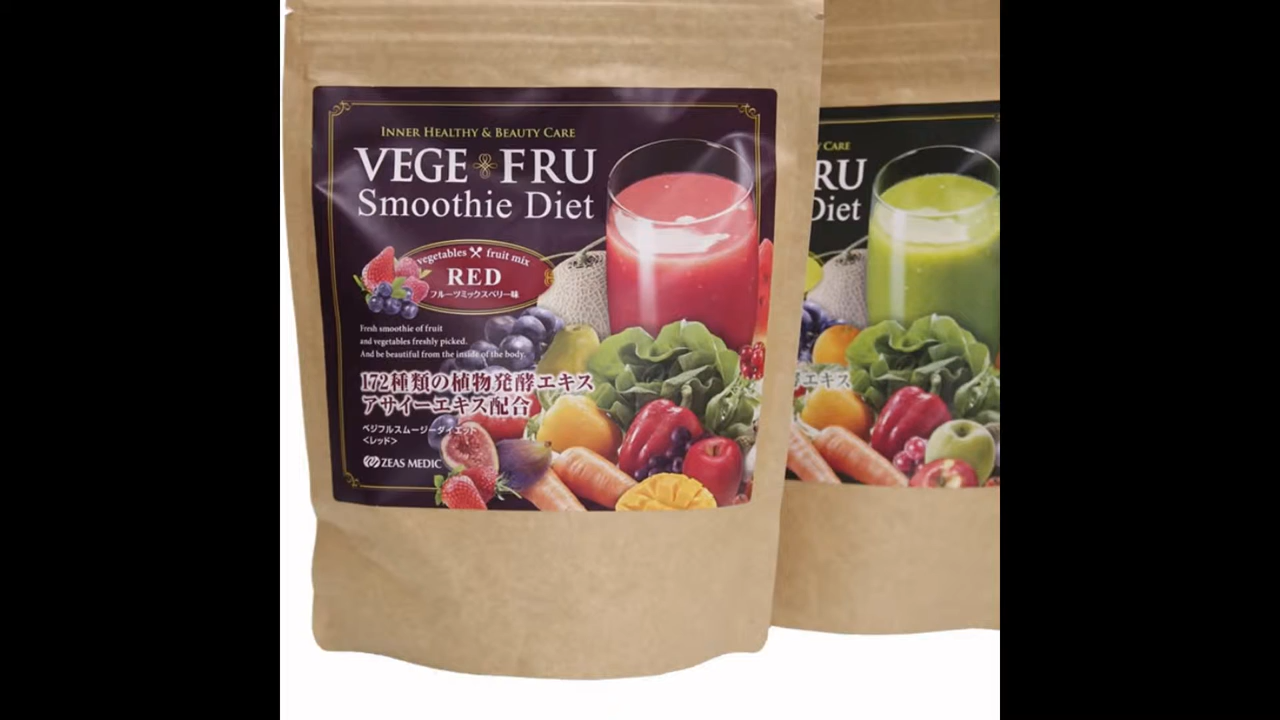 INNER HEALTHY & BEAUTY CARE
VEGE FRU
Smoothie Diet
vegetables fruit mix
RED
フルーツミックスベリー味
Fresh smoothie of fruit
and vegetables freshly picked.
And be beautiful from the inside of the body.
172種類の植物発酵エキス
アサイーエキス配合
ベジフルスムージーダイエット
<レッド>
ZEAS MEDIC
Y CARE
RU
Diet
エキス